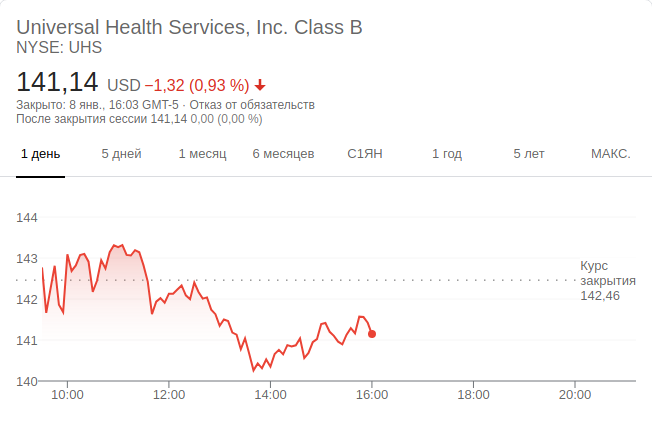 Universal Health Services, Inc. Class B
NYSE: UHS
141,14 USD −1,32 (0,93 %)
Закрыто: 8 янв., 16:03 GMT-5 · Отказ от обязательств
После закрытия сессии 141,14 0,00 (0,00 %)
1 день 5 дней 1 месяц 6 месяцев С1ЯН 1 год 5 лет МАКС.
144
143
Курс
закрытия
142,46
142
141
140
10:00 12:00 14:00 16:00 18:00 20:00